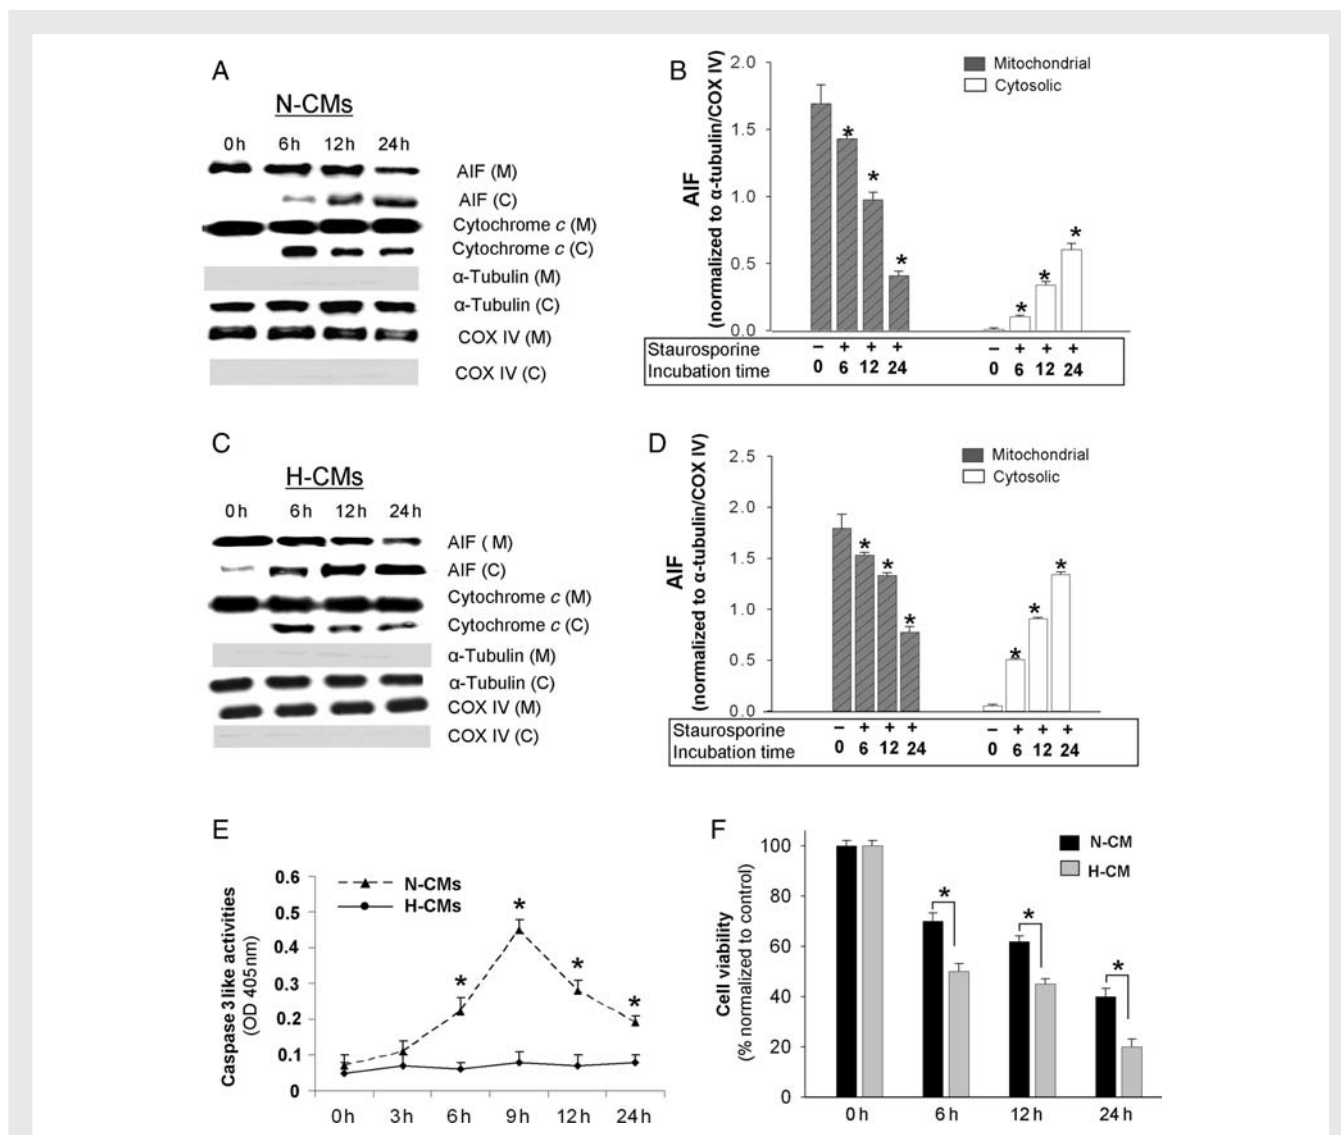 A
N-CMs
0h 6h 12h 24h
AIF (M)
AIF (C)
Cytochrome c (M)
Cytochrome c (C)
α-Tubulin (M)
α-Tubulin (C)
COX IV (M)
COX IV (C)
B
AIF
(normalized to α-tubulin/COX IV)
2.0
1.5
1.0
0.5
0.0
Mitochondrial
Cytosolic
* * * * * *
Staurosporine – + + + – + + +
Incubation time 0 6 12 24 0 6 12 24
C
H-CMs
0h 6h 12h 24h
AIF ( M)
AIF (C)
Cytochrome c (M)
Cytochrome c (C)
α-Tubulin (M)
α-Tubulin (C)
COX IV (M)
COX IV (C)
D
AIF
(normalized to α-tubulin/COX IV)
2.5
2.0
1.5
1.0
0.5
0.0
Mitochondrial
Cytosolic
* * * * * *
Staurosporine – + + + – + + +
Incubation time 0 6 12 24 0 6 12 24
E
Caspase 3 like activities
(OD 405nm)
0.6
0.5
0.4
0.3
0.2
0.1
0
N-CMs
H-CMs
* * * *
0h 3h 6h 9h 12h 24h
F
Cell viability
(% normalized to control)
100
80
60
40
20
0
N-CM
H-CM
* * *
0h 6h 12h 24h